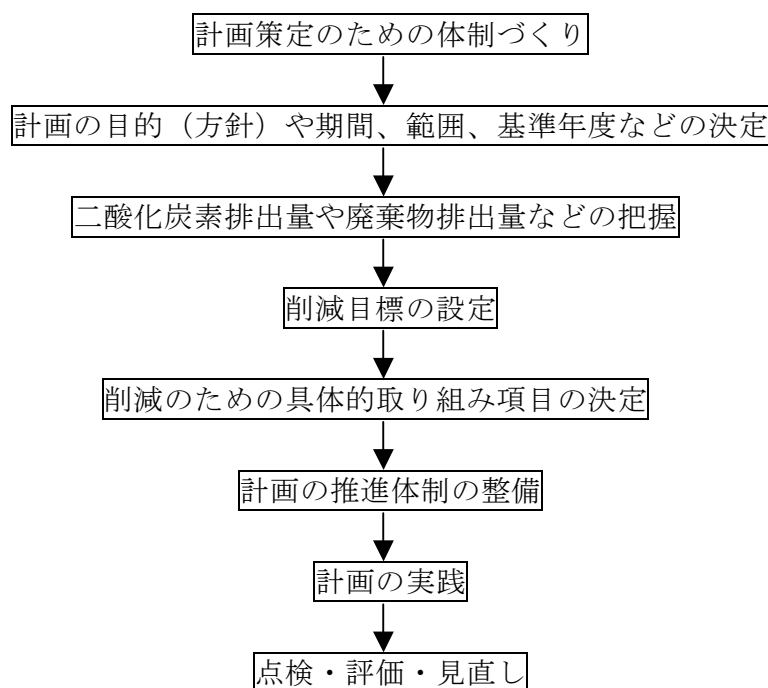 計画策定のための体制づくり
計画の目的（方針）や期間、範囲、基準年度などの決定
二酸化炭素排出量や廃棄物排出量などの把握
削減目標の設定
削減のための具体的取り組み項目の決定
計画の推進体制の整備
計画の実践
点検・評価・見直し